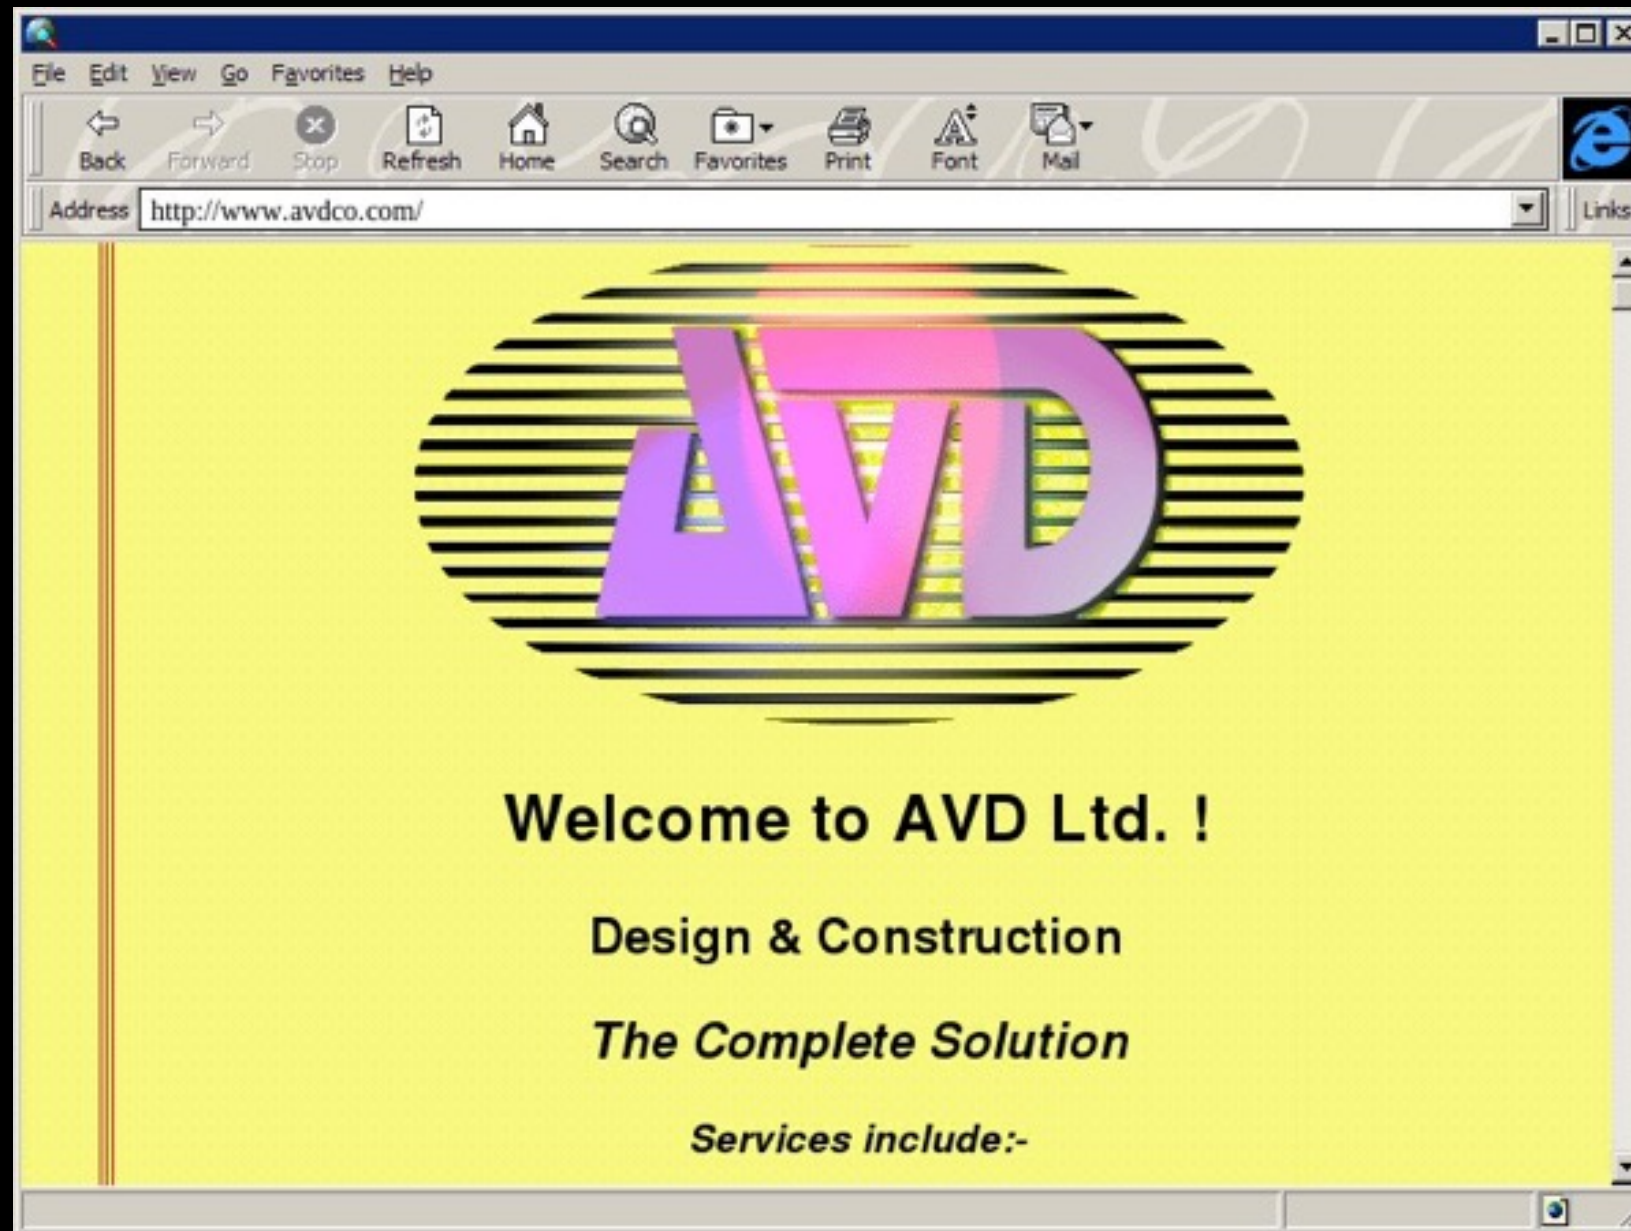 File Edit View Go Favorites Help
Back Forward Stop Refresh Home Search Favorites Print Font Mail
Address http://www.avdco.com/ Links
AVD
Welcome to AVD Ltd. !
Design & Construction
The Complete Solution
Services include:-